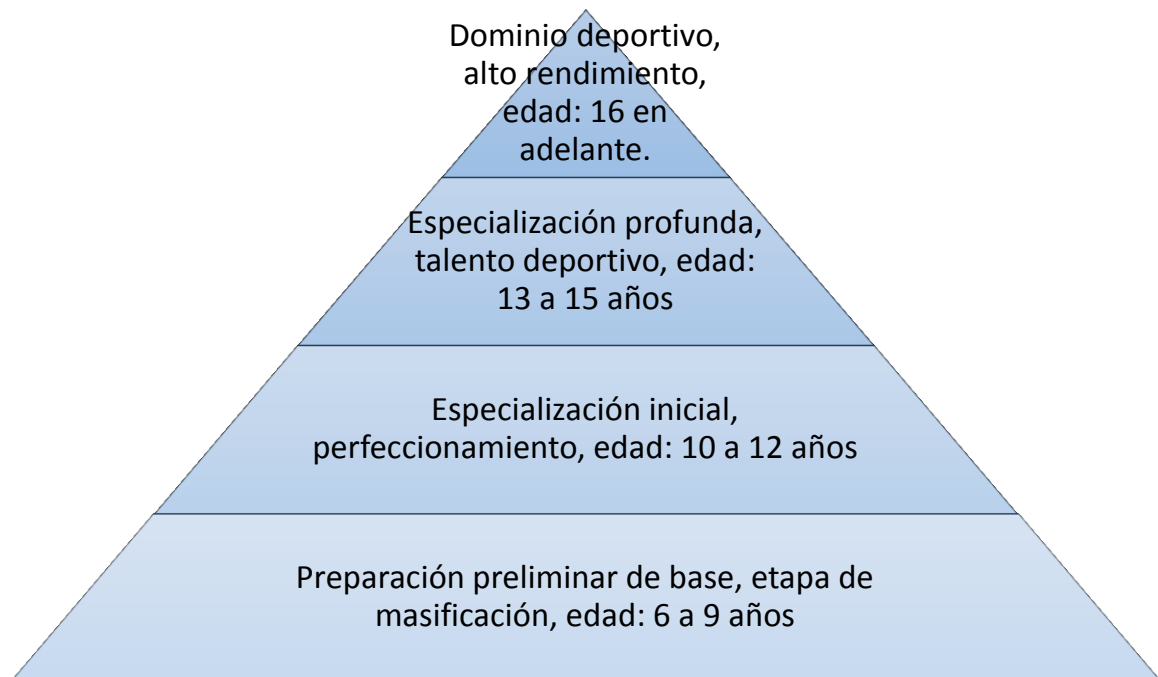 Dominio deportivo,
alto rendimiento,
edad: 16 en
adelante.
Especialización profunda,
talento deportivo, edad:
13 a 15 años
Especialización inicial,
perfeccionamiento, edad: 10 a 12 años
Preparación preliminar de base, etapa de
masificación, edad: 6 a 9 años